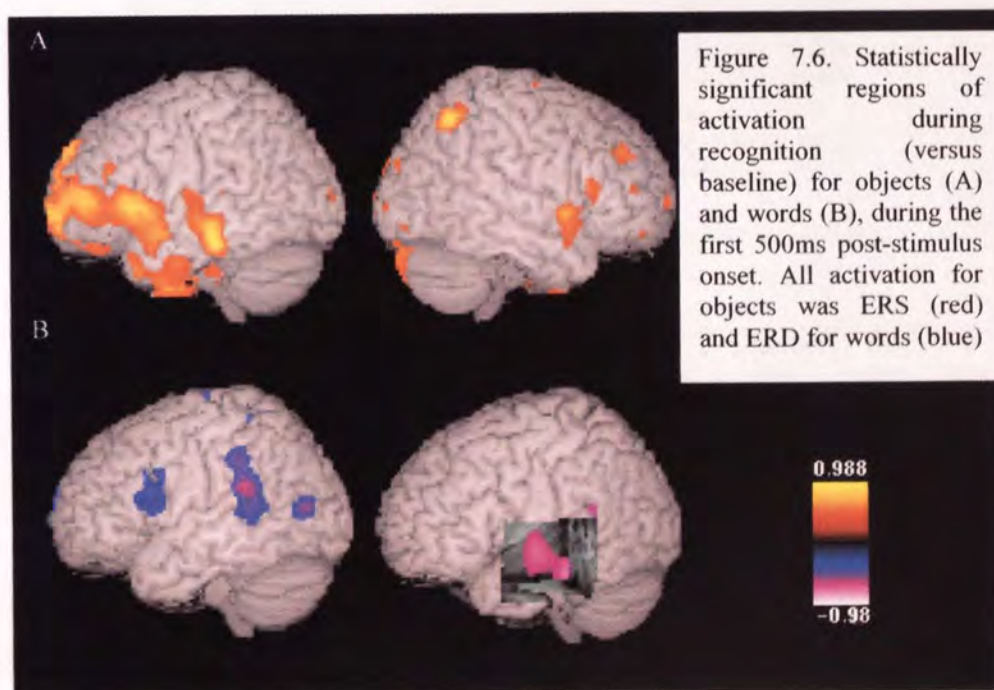 A
Figure 7.6. Statistically
significant regions of
activation during
recognition (versus
baseline) for objects (A)
and words (B), during the
first 500ms post-stimulus
onset. All activation for
objects was ERS (red)
and ERD for words (blue)
B
0.988
-0.98